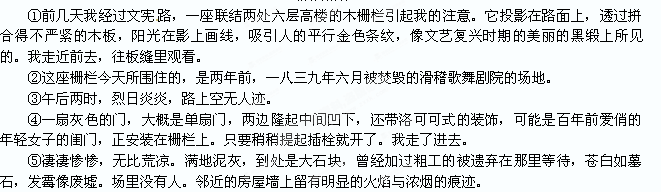 ①前几天我经过文宪路，一座联结两处六层高楼的木栅栏引起我的注意。它投影在路面上，透过拼
合得不严紧的木板，阳光在影上画线，吸引人的平行金色条纹，像文艺复兴时期的美丽的黑缎上所见
的。我走近前去，往板缝里观看。
②这座栅栏今天所围住的，是两年前，一八三九年六月被焚毁的滑稽歌舞剧院的场地。
③午后两时，烈日炎炎，路上空无人迹。
④一扇灰色的门，大概是单扇门，两边隆起中间凹下，还带洛可可式的装饰，可能是百年前爱俏的
年轻女子的闺门，正安装在栅栏上。只要稍稍提起插栓就开了。我走了进去。
⑤凄凄惨惨，无比荒凉。满地泥灰，到处是大石块，曾经加过粗工的被遗弃在那里等待，苍白如墓
石，发霉像废墟。场里没有人。邻近的房屋墙上留有明显的火焰与浓烟的痕迹。